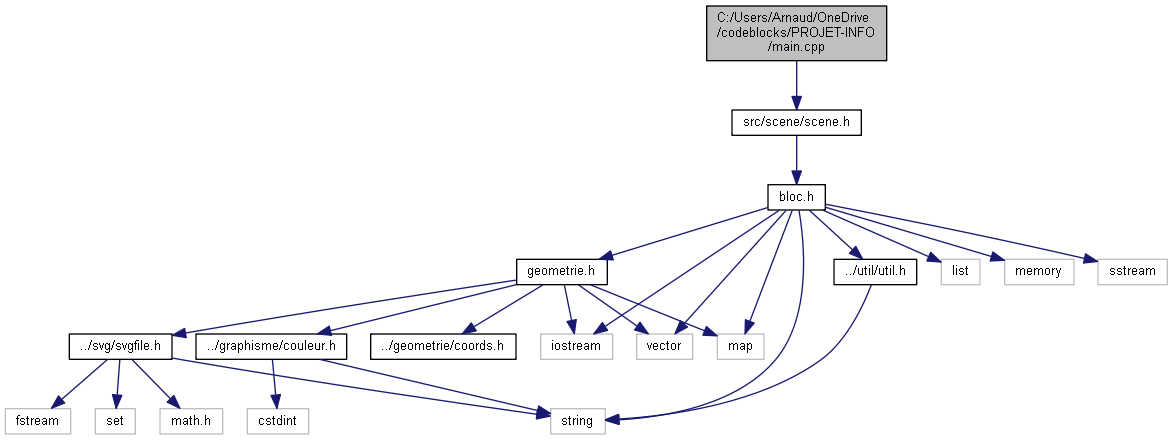 C:/Users/Arnaud/OneDrive
/codeblocks/PROJET-INFO
/main.cpp
src/scene/scene.h
bloc.h
geometrie.h
../util/util.h
list
memory
sstream
../svg/svgfile.h
../graphisme/couleur.h
../geometrie/coords.h
iostream
vector
map
fstream
set
math.h
cstdint
string